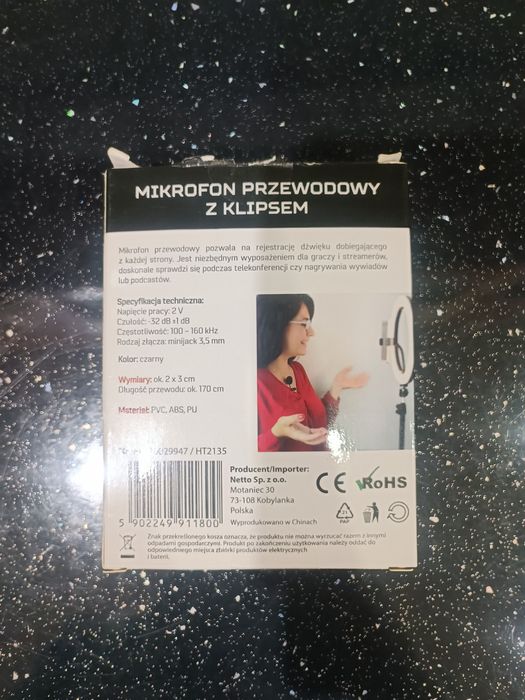 MIKROFON PRZEWODOWY
Z KLIPSEM
Mikrofon przewodowy pozwala na rejestrację dźwięku dobiegającego
z każdej strony. Jest niezbędnym wyposażeniem dla graczy i streamerów,
doskonale sprawdzi się podczas telekonferencji czy nagrywania wywiadów
lub podcastów.
Specyfikacja techniczna:
Napięcie pracy: 2 V
Czułość: -32 dB ±1 dB
Częstotliwość: 100 – 160 kHz
Rodzaj złącza: minijack 3,5 mm
Kolor: czarny
Wymiary: ok. 2 x 3 cm
Długość przewodu: ok. 170 cm
Materiał: PVC, ABS, PU
/ HT2135
5 902249 911800
Producent/Importer:
Netto Sp. z o.o.
Motaniec 30
73-108 Kobylanka
Polska
Wyprodukowano w Chinach
CE RoHS
21
PAP
Znak przekreślonego kosza oznacza, że produktu nie można wyrzucać razem z innymi
odpadami gospodarczymi. Produkt po zakończeniu użytkowania należy oddać do
odpowiedniego miejsca zbiórki produktów elektrycznych
i baterii.